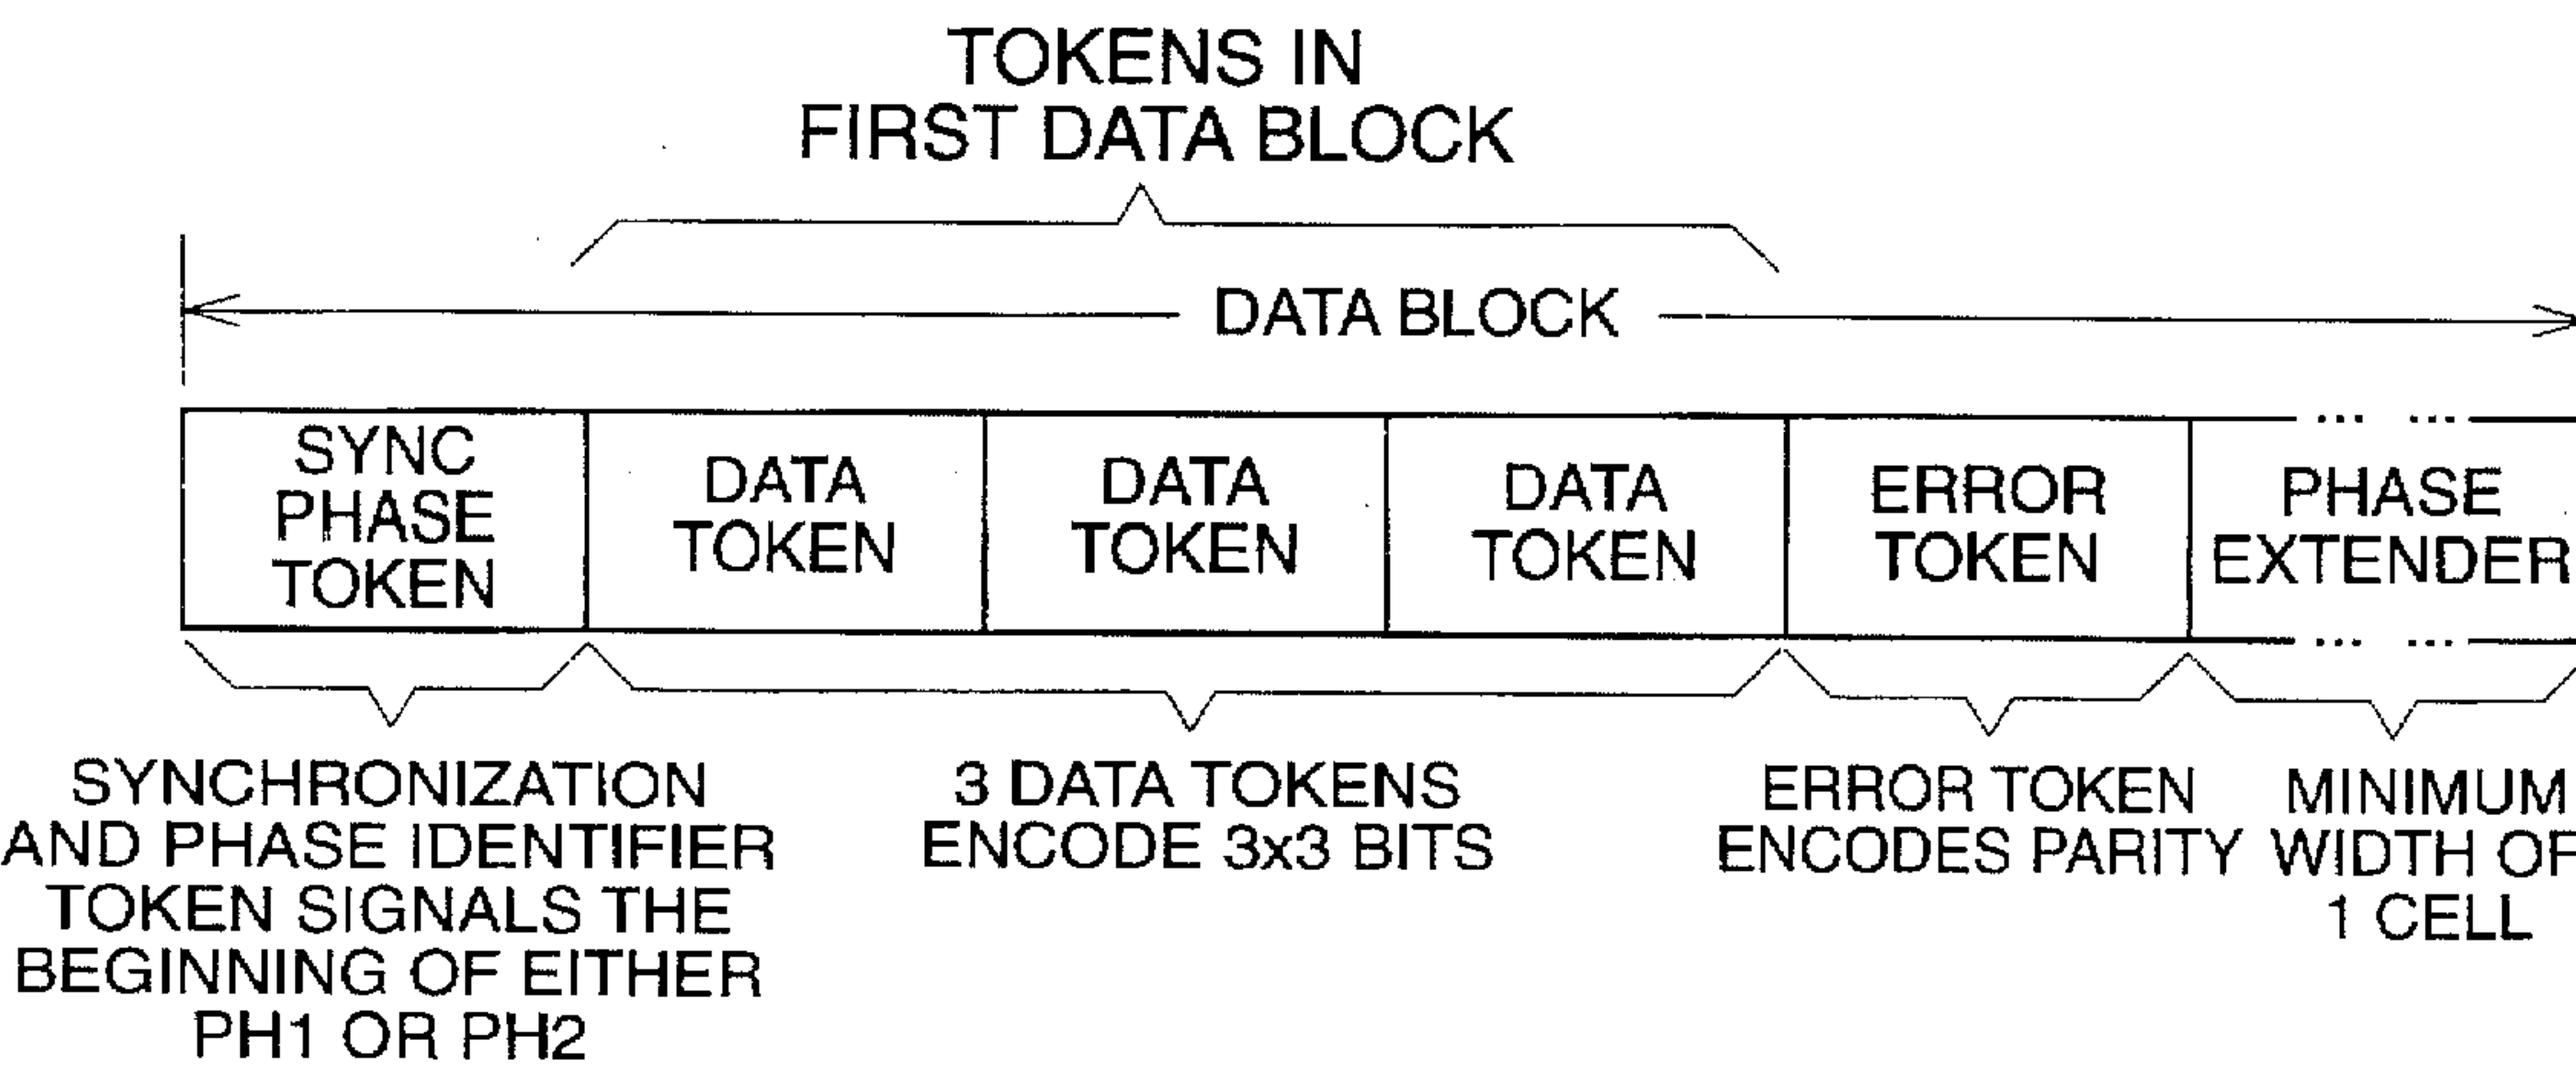 TOKENS IN
FIRST DATA BLOCK
DATA BLOCK
SYNC
PHASE
TOKEN
DATA
TOKEN
DATA
TOKEN
DATA
TOKEN
ERROR
TOKEN
... ...
PHASE
EXTENDER
... ...
SYNCHRONIZATION
AND PHASE IDENTIFIER
TOKEN SIGNALS THE
BEGINNING OF EITHER
PH1 OR PH2
3 DATA TOKENS
ENCODE 3x3 BITS
ERROR TOKEN
ENCODES PARITY
MINIMUM
WIDTH OF
1 CELL